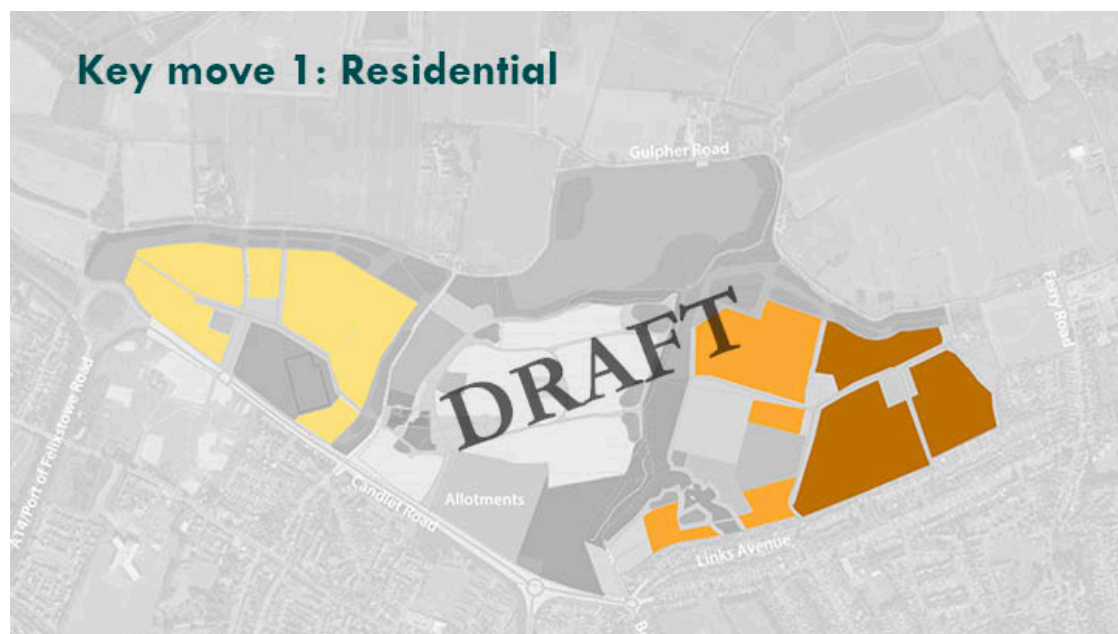 Key move 1: Residential
Gulpher Road
Ferry Road
DRAFT
A14/Port of Felixstowe Road
Allotments
Candlet Road
Links Avenue